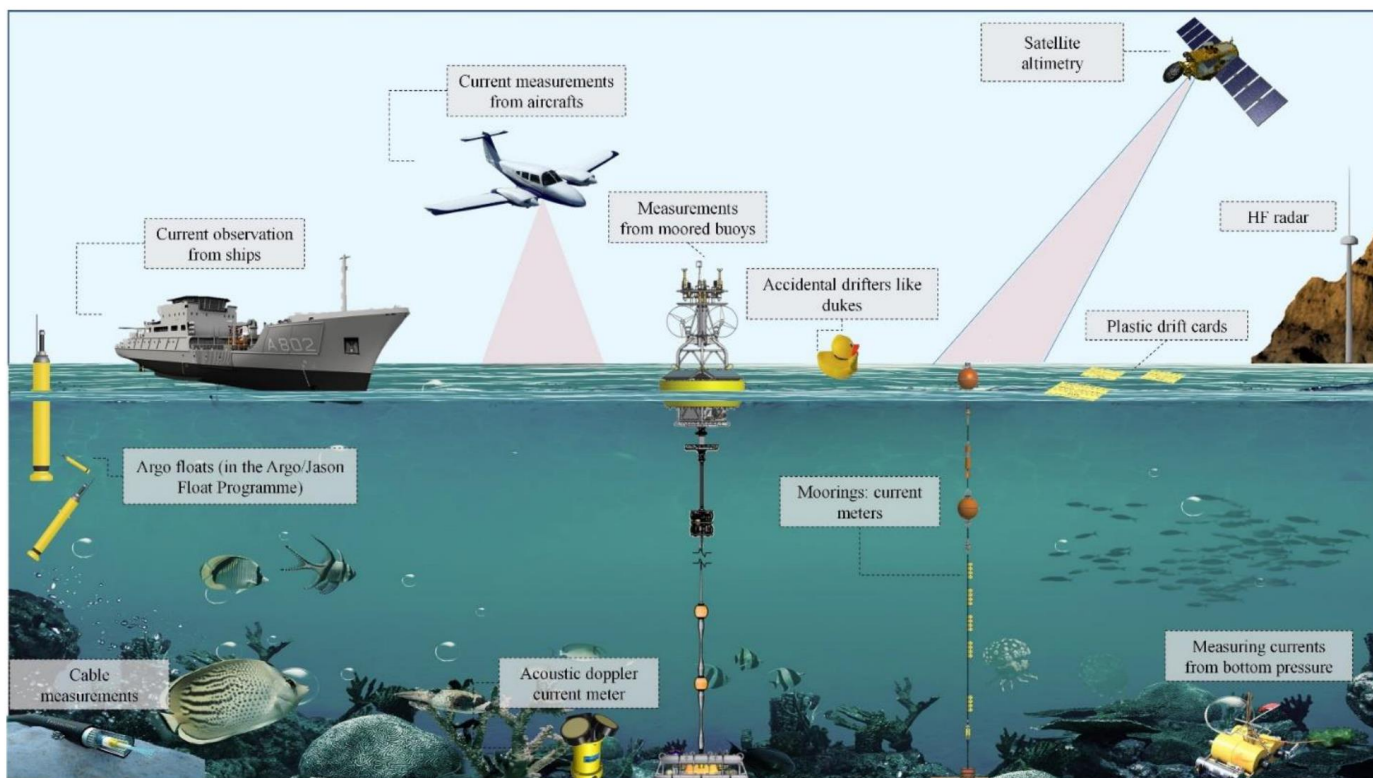 Satellite
altimetry
Current measurements
from aircrafts
Measurements
from moored buoys
HF radar
Current observation
from ships
Accidental drifters like
dukes
Plastic drift cards
A802
Argo floats (in the Argo/Jason
Float Programme)
Moorings: current
meters
Cable
measurements
Acoustic doppler
current meter
Measuring currents
from bottom pressure